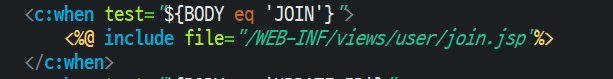 <c:when test="${BODY eq 'JOIN'}">
<%@ include file="/WEB-INF/views/user/join.jsp"%>
</c:when>